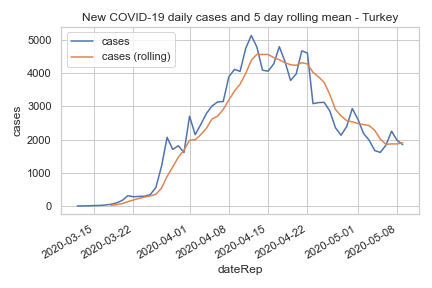 New COVID-19 daily cases and 5 day rolling mean - Turkey
cases
cases (rolling)
5000
4000
3000
2000
1000
0
cases
2020-03-15
2020-03-22
2020-04-01
2020-04-08
2020-04-15
2020-04-22
2020-05-01
2020-05-08
dateRep